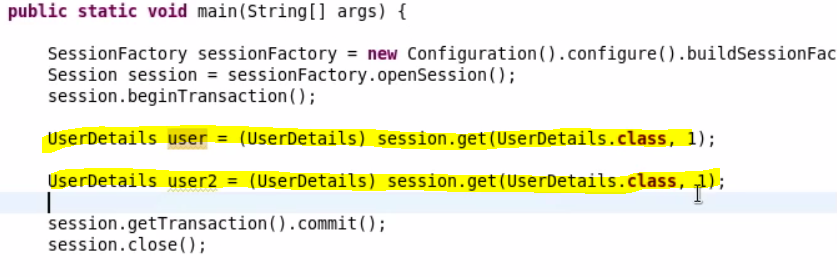 public static void main(String[] args) {
SessionFactory sessionFactory = new Configuration().configure().buildSessionFac
Session session = sessionFactory.openSession();
session.beginTransaction();
UserDetails user = (UserDetails) session.get(UserDetails.class, 1);
UserDetails user2 = (UserDetails) session.get(UserDetails.class, 1);
session.getTransaction().commit();
session.close();